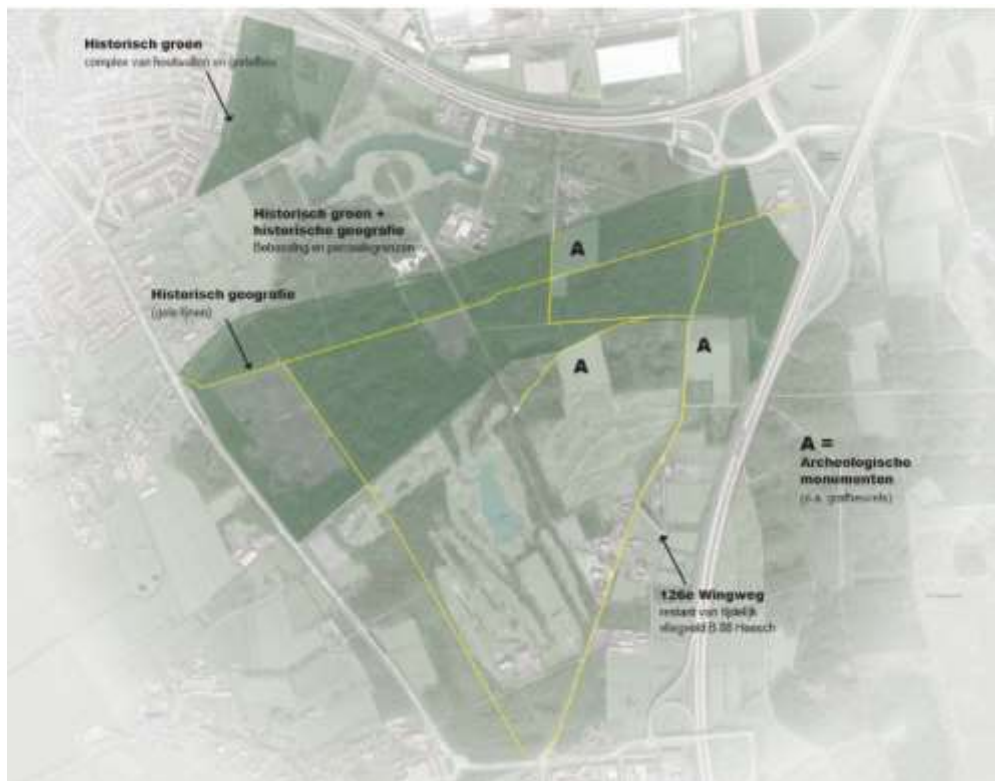 Historisch groen
complex van houtwallen en
Historisch groen +
historische geografie
Bebossing en perceelsgrenzen
Historisch geografie
(gele lijnen)
A
A
A
A =
Archeologische
monumenten
(o.a. grafheuvels)
126e Wingweg
restant van tijdelijk
vliegveld B.88 Heesch